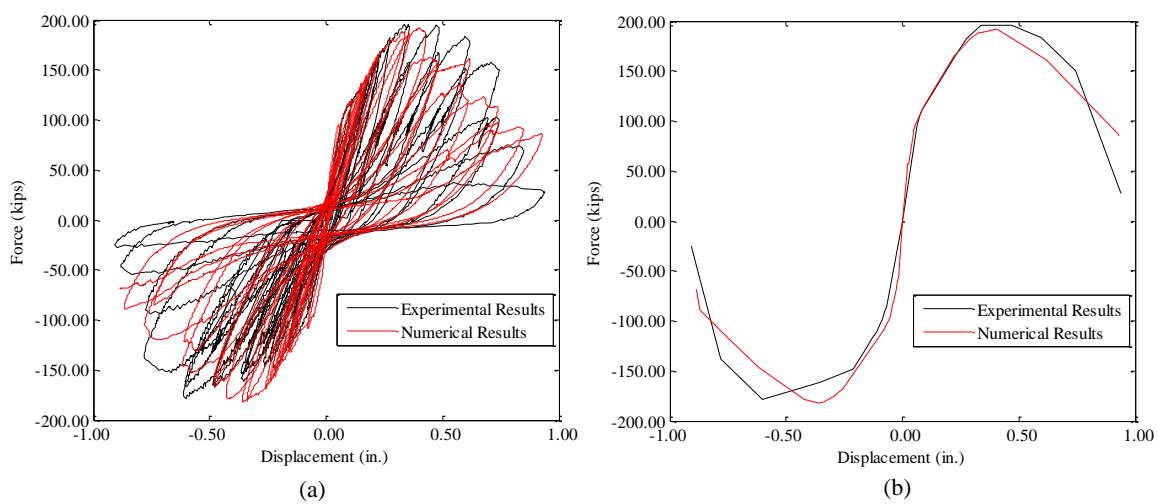 200.00
150.00
100.00
50.00
0.00
-50.00
-100.00
-150.00
-200.00
Force (kips)
-1.00 -0.50 0.00 0.50 1.00
Displacement (in.)
Experimental Results
Numerical Results
(a)
200.00
150.00
100.00
50.00
0.00
-50.00
-100.00
-150.00
-200.00
Force (kips)
-1.00 -0.50 0.00 0.50 1.00
Displacement (in.)
Experimental Results
Numerical Results
(b)